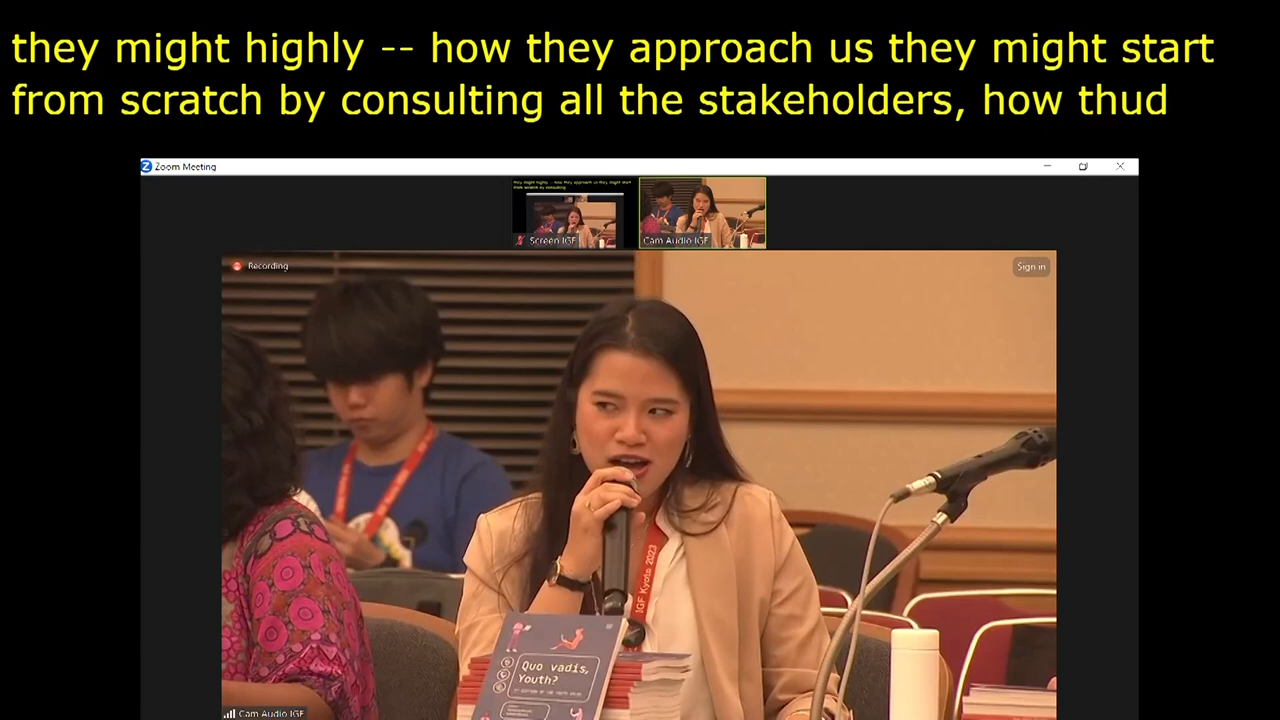 they might highly -- how they approach us they might start
from scratch by consulting all the stakeholders, how thud
Zoom Meeting
Screen IGF
Cam Audio IGF
Recording
Sign in
IGF Kyoto 2023
Quo vadis,
Youth?
Cam Audio IGF